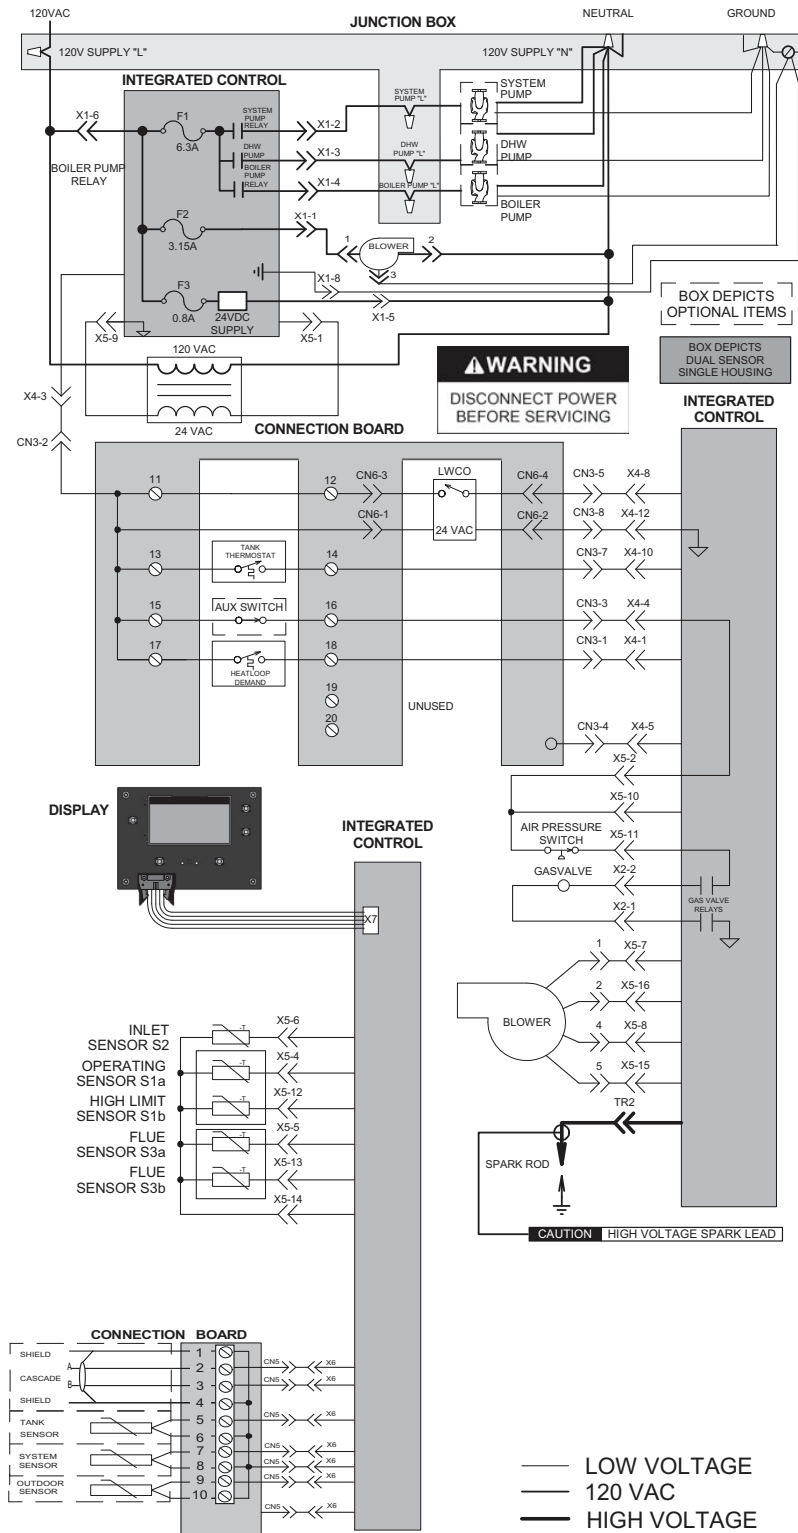 120VAC
NEUTRAL
GROUND
JUNCTION BOX
120V SUPPLY "L"
120V SUPPLY "N"
INTEGRATED CONTROL
SYSTEM
PUMP "L"
SYSTEM
PUMP
X1-6
F1
6.3A
SYSTEM
PUMP
RELAY
X1-2
DHW
PUMP
X1-3
DHW
PUMP "L"
DHW
PUMP
BOILER PUMP
RELAY
BOILER
PUMP
RELAY
X1-4
BOILER PUMP "L"
BOILER
PUMP
F2
3.15A
X1-1
1
BLOWER
2
3
X1-8
F3
0.8A
24VDC
SUPPLY
X1-5
BOX DEPICTS
OPTIONAL ITEMS
X5-9
X5-1
120 VAC
24 VAC
WARNING
DISCONNECT POWER
BEFORE SERVICING
BOX DEPICTS
DUAL SENSOR
SINGLE HOUSING
X4-3
CN3-2
CONNECTION BOARD
INTEGRATED
CONTROL
11
12
CN6-3
LWCO
CN6-4
CN3-5
X4-8
CN6-1
24 VAC
CN6-2
CN3-8
X4-12
13
TANK
THERMOSTAT
14
CN3-7
X4-10
15
AUX SWITCH
16
CN3-3
X4-4
17
HEATLOOP
DEMAND
18
CN3-1
X4-1
19
20
UNUSED
CN3-4
X4-5
X5-2
X5-10
AIR PRESSURE
SWITCH
X5-11
GASVALVE
X2-2
GAS VALVE
RELAYS
X2-1
DISPLAY
INTEGRATED
CONTROL
X7
1
X5-7
2
X5-16
BLOWER
4
X5-8
5
X5-15
TR2
SPARK ROD
CAUTION
HIGH VOLTAGE SPARK LEAD
INLET
SENSOR S2
X5-6
OPERATING
SENSOR S1a
X5-4
HIGH LIMIT
SENSOR S1b
X5-12
FLUE
SENSOR S3a
X5-5
FLUE
SENSOR S3b
X5-13
X5-14
-T
-T
-T
-T
-T
CONNECTION BOARD
SHIELD
1
A
2
CN5
X6
CASCADE
B
3
CN5
X6
SHIELD
4
TANK
SENSOR
5
CN5
X6
6
SYSTEM
SENSOR
7
CN5
X6
8
CN5
X6
OUTDOOR
SENSOR
9
CN5
X6
10
CN5
X6
LOW VOLTAGE
120 VAC
HIGH VOLTAGE